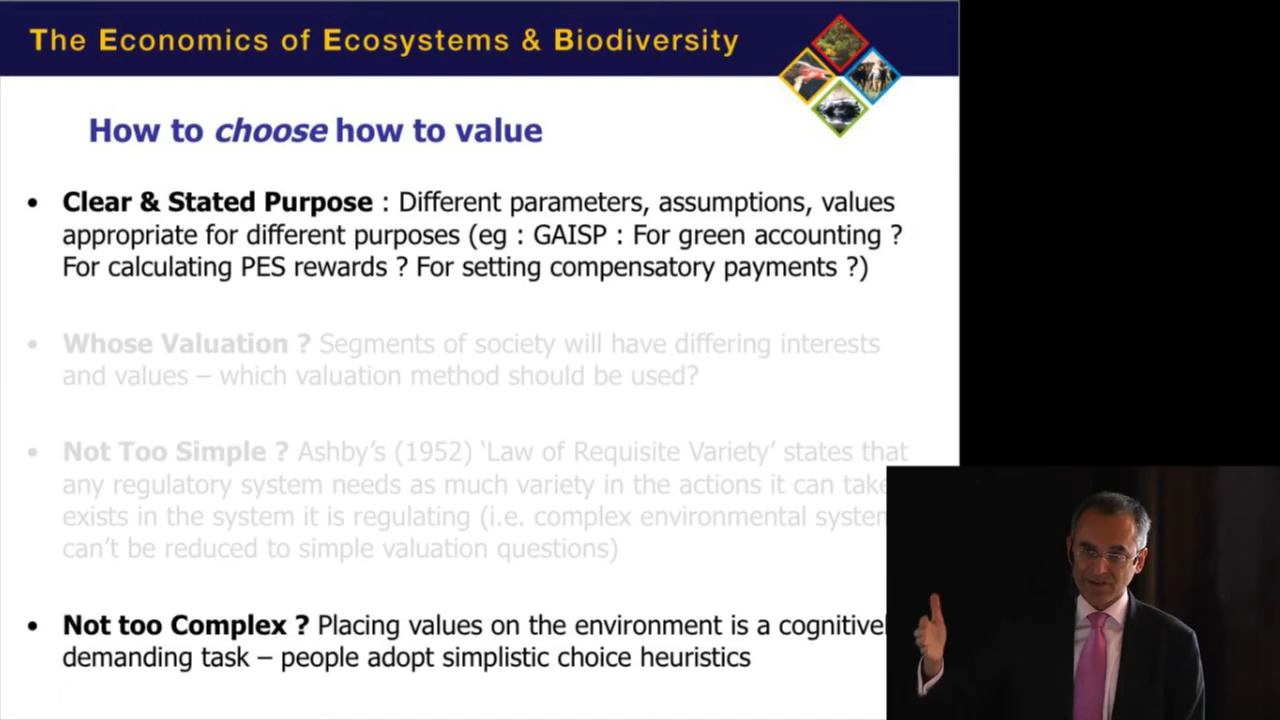 The Economics of Ecosystems & Biodiversity
How to choose how to value
• Clear & Stated Purpose : Different parameters, assumptions, values
appropriate for different purposes (eg : GAISP : For green accounting ?
For calculating PES rewards ? For setting compensatory payments ?)
• Whose Valuation ? Segments of society will have differing interests
and values – which valuation method should be used?
• Not Too Simple ? Ashby’s (1952) ‘Law of Requisite Variety’ states that
any regulatory system needs as much variety in the actions it can take
exists in the system it is regulating (i.e. complex environmental system
can’t be reduced to simple valuation questions)
• Not too Complex ? Placing values on the environment is a cognitivel
demanding task – people adopt simplistic choice heuristics